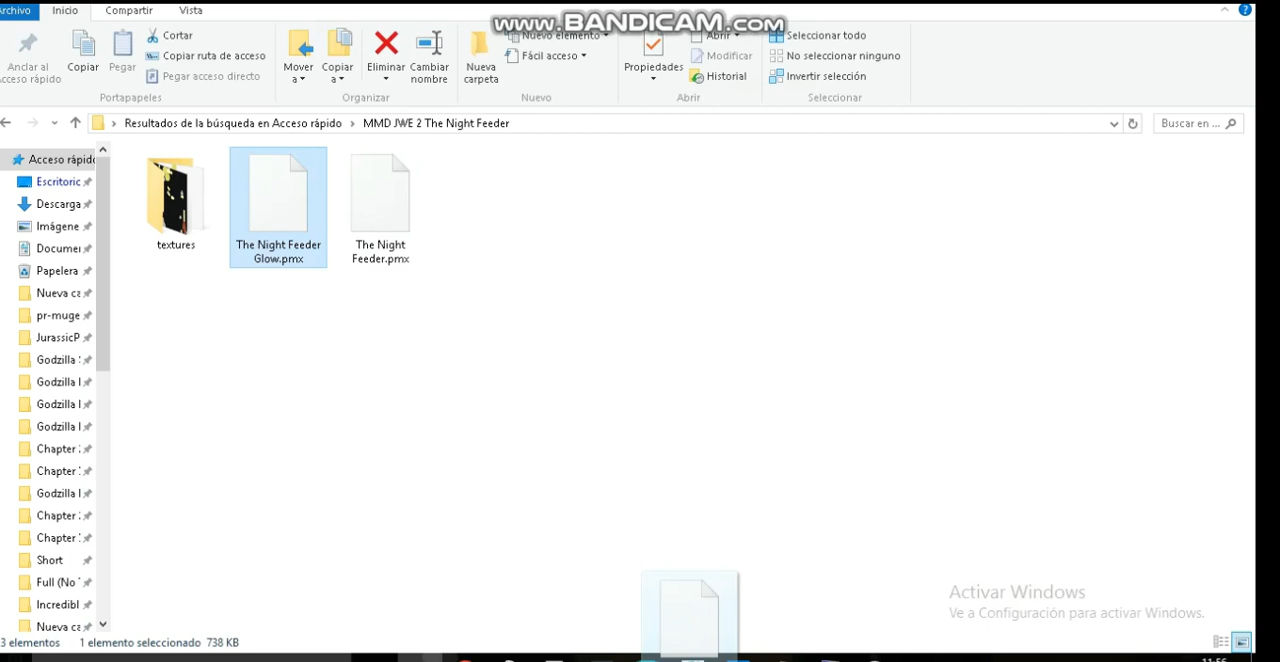 Archivo Inicio Compartir Vista
www.BANDICAM.com
Anclar al Acceso rápido
Copiar
Pegar
Cortar
Copiar ruta de acceso
Pegar acceso directo
Portapapeles
Mover a
Copiar a
Eliminar
Cambiar nombre
Organizar
Nueva carpeta
Nuevo elemento
Fácil acceso
Nuevo
Propiedades
Abrir
Modificar
Historial
Abrir
Seleccionar todo
No seleccionar ninguno
Invertir selección
Seleccionar
Resultados de la búsqueda en Acceso rápido > MMD JWE 2 The Night Feeder
Buscar en ...
Acceso rápido
Escritoric
Descarga
Imágene
Documer
Papelera
Nueva ca
pr-muge
JurassicP
Godzilla
Godzilla
Godzilla
Godzilla
Chapter
Chapter
Godzilla
Chapter
Chapter
Short
Full (No
Incredibl
Nueva ca
textures
The Night Feeder
Glow.pmx
The Night
Feeder.pmx
Activar Windows
Ve a Configuración para activar Windows.
3 elementos 1 elemento seleccionado 738 KB
11:56